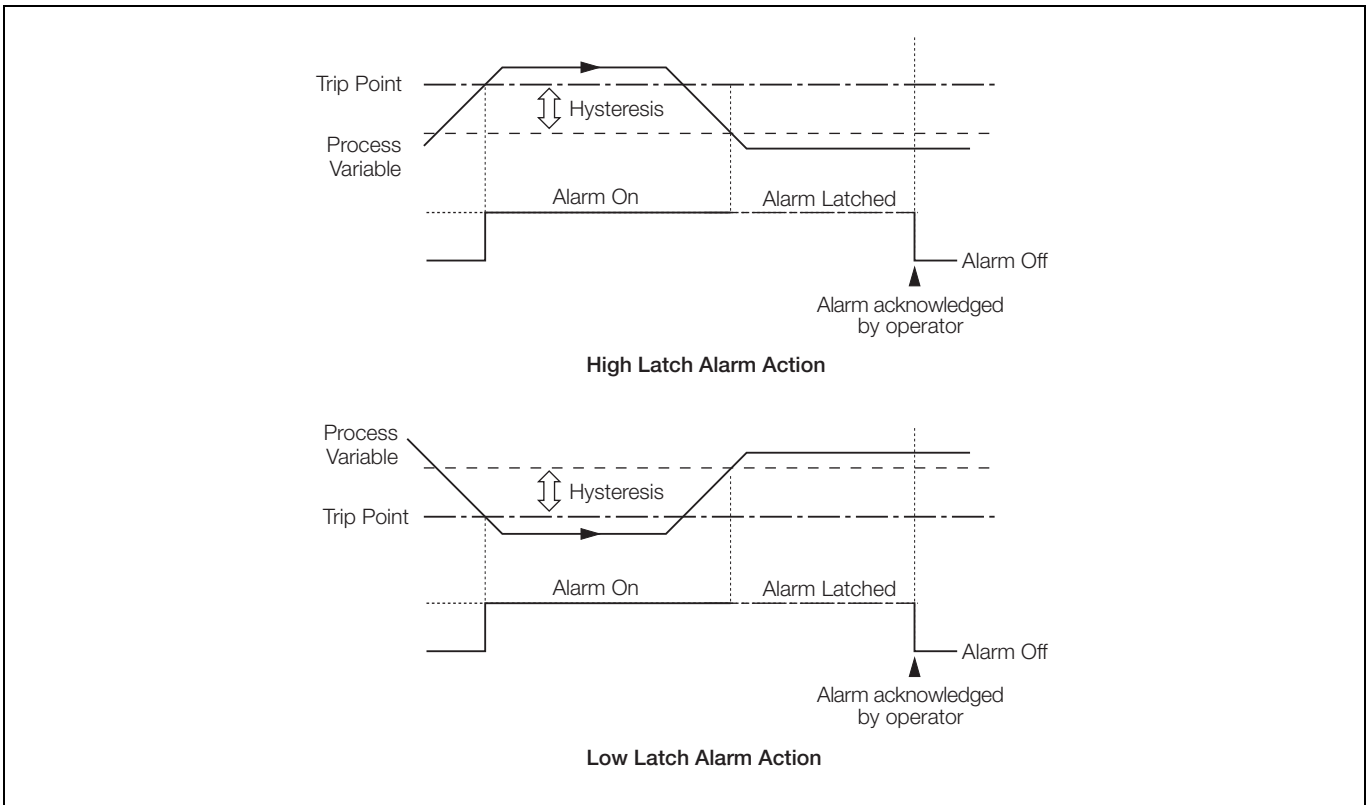 Trip Point
Hysteresis
Process
Variable
Alarm On
Alarm Latched
Alarm Off
Alarm acknowledged
by operator
High Latch Alarm Action
Process
Variable
Hysteresis
Trip Point
Alarm On
Alarm Latched
Alarm Off
Alarm acknowledged
by operator
Low Latch Alarm Action